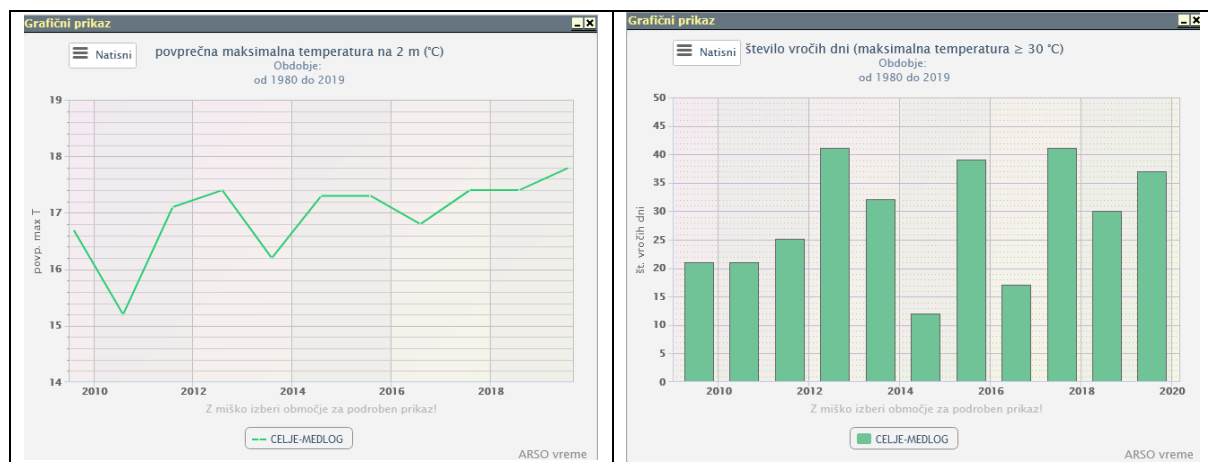 Grafični prikaz
Natisni
povprečna maksimalna temperatura na 2 m (°C)
Obdobje:
od 1980 do 2019
19
18
17
16
15
14
povp. max T
2010
2012
2014
2016
2018
Z miško izberi območje za podroben prikaz!
CELJE-MEDLOG
ARSO vreme
Grafični prikaz
Natisni
število vročih dni (maksimalna temperatura ≥ 30 °C)
Obdobje:
od 1980 do 2019
50
45
40
35
30
25
20
15
10
5
0
št. vročih dni
2010
2012
2014
2016
2018
2020
Z miško izberi območje za podroben prikaz!
CELJE-MEDLOG
ARSO vreme